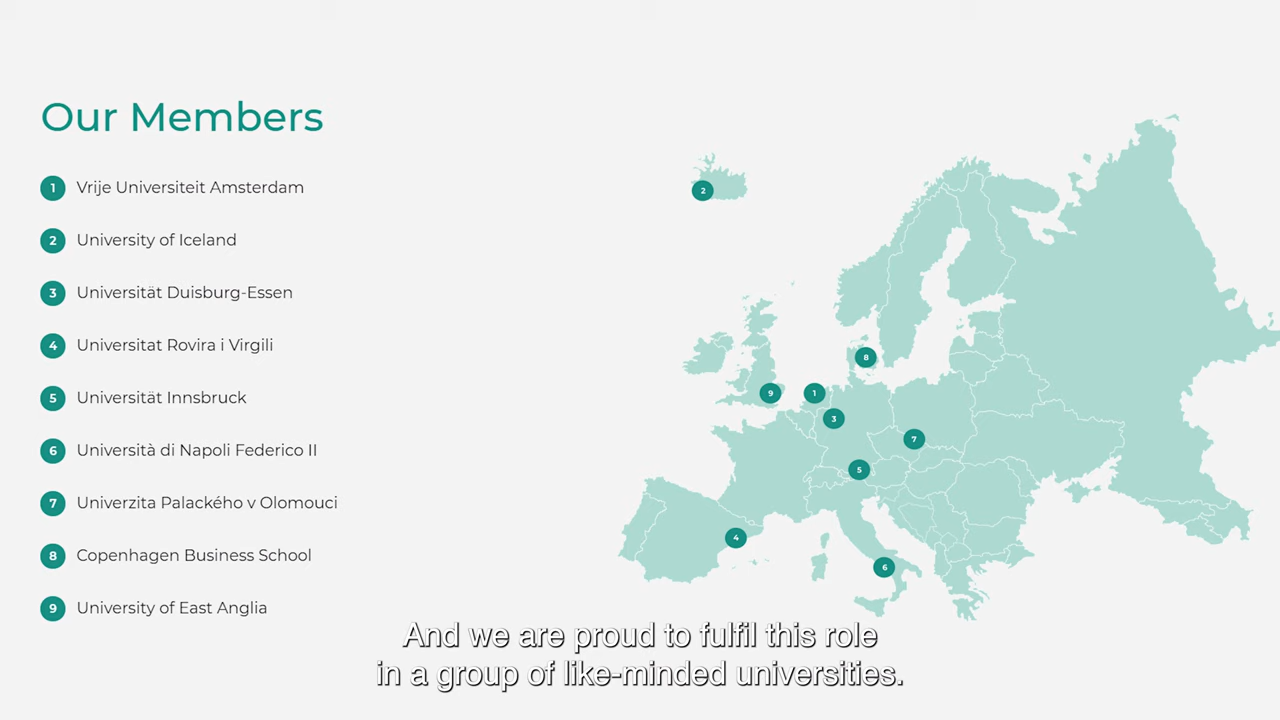 Our Members
1 Vrije Universiteit Amsterdam
2 University of Iceland
3 Universität Duisburg-Essen
4 Universitat Rovira i Virgili
5 Universität Innsbruck
6 Università di Napoli Federico II
7 Univerzita Palackého v Olomouci
8 Copenhagen Business School
9 University of East Anglia
2
8
9
1
3
7
5
4
6
And we are proud to fulfil this role
in a group of like-minded universities.